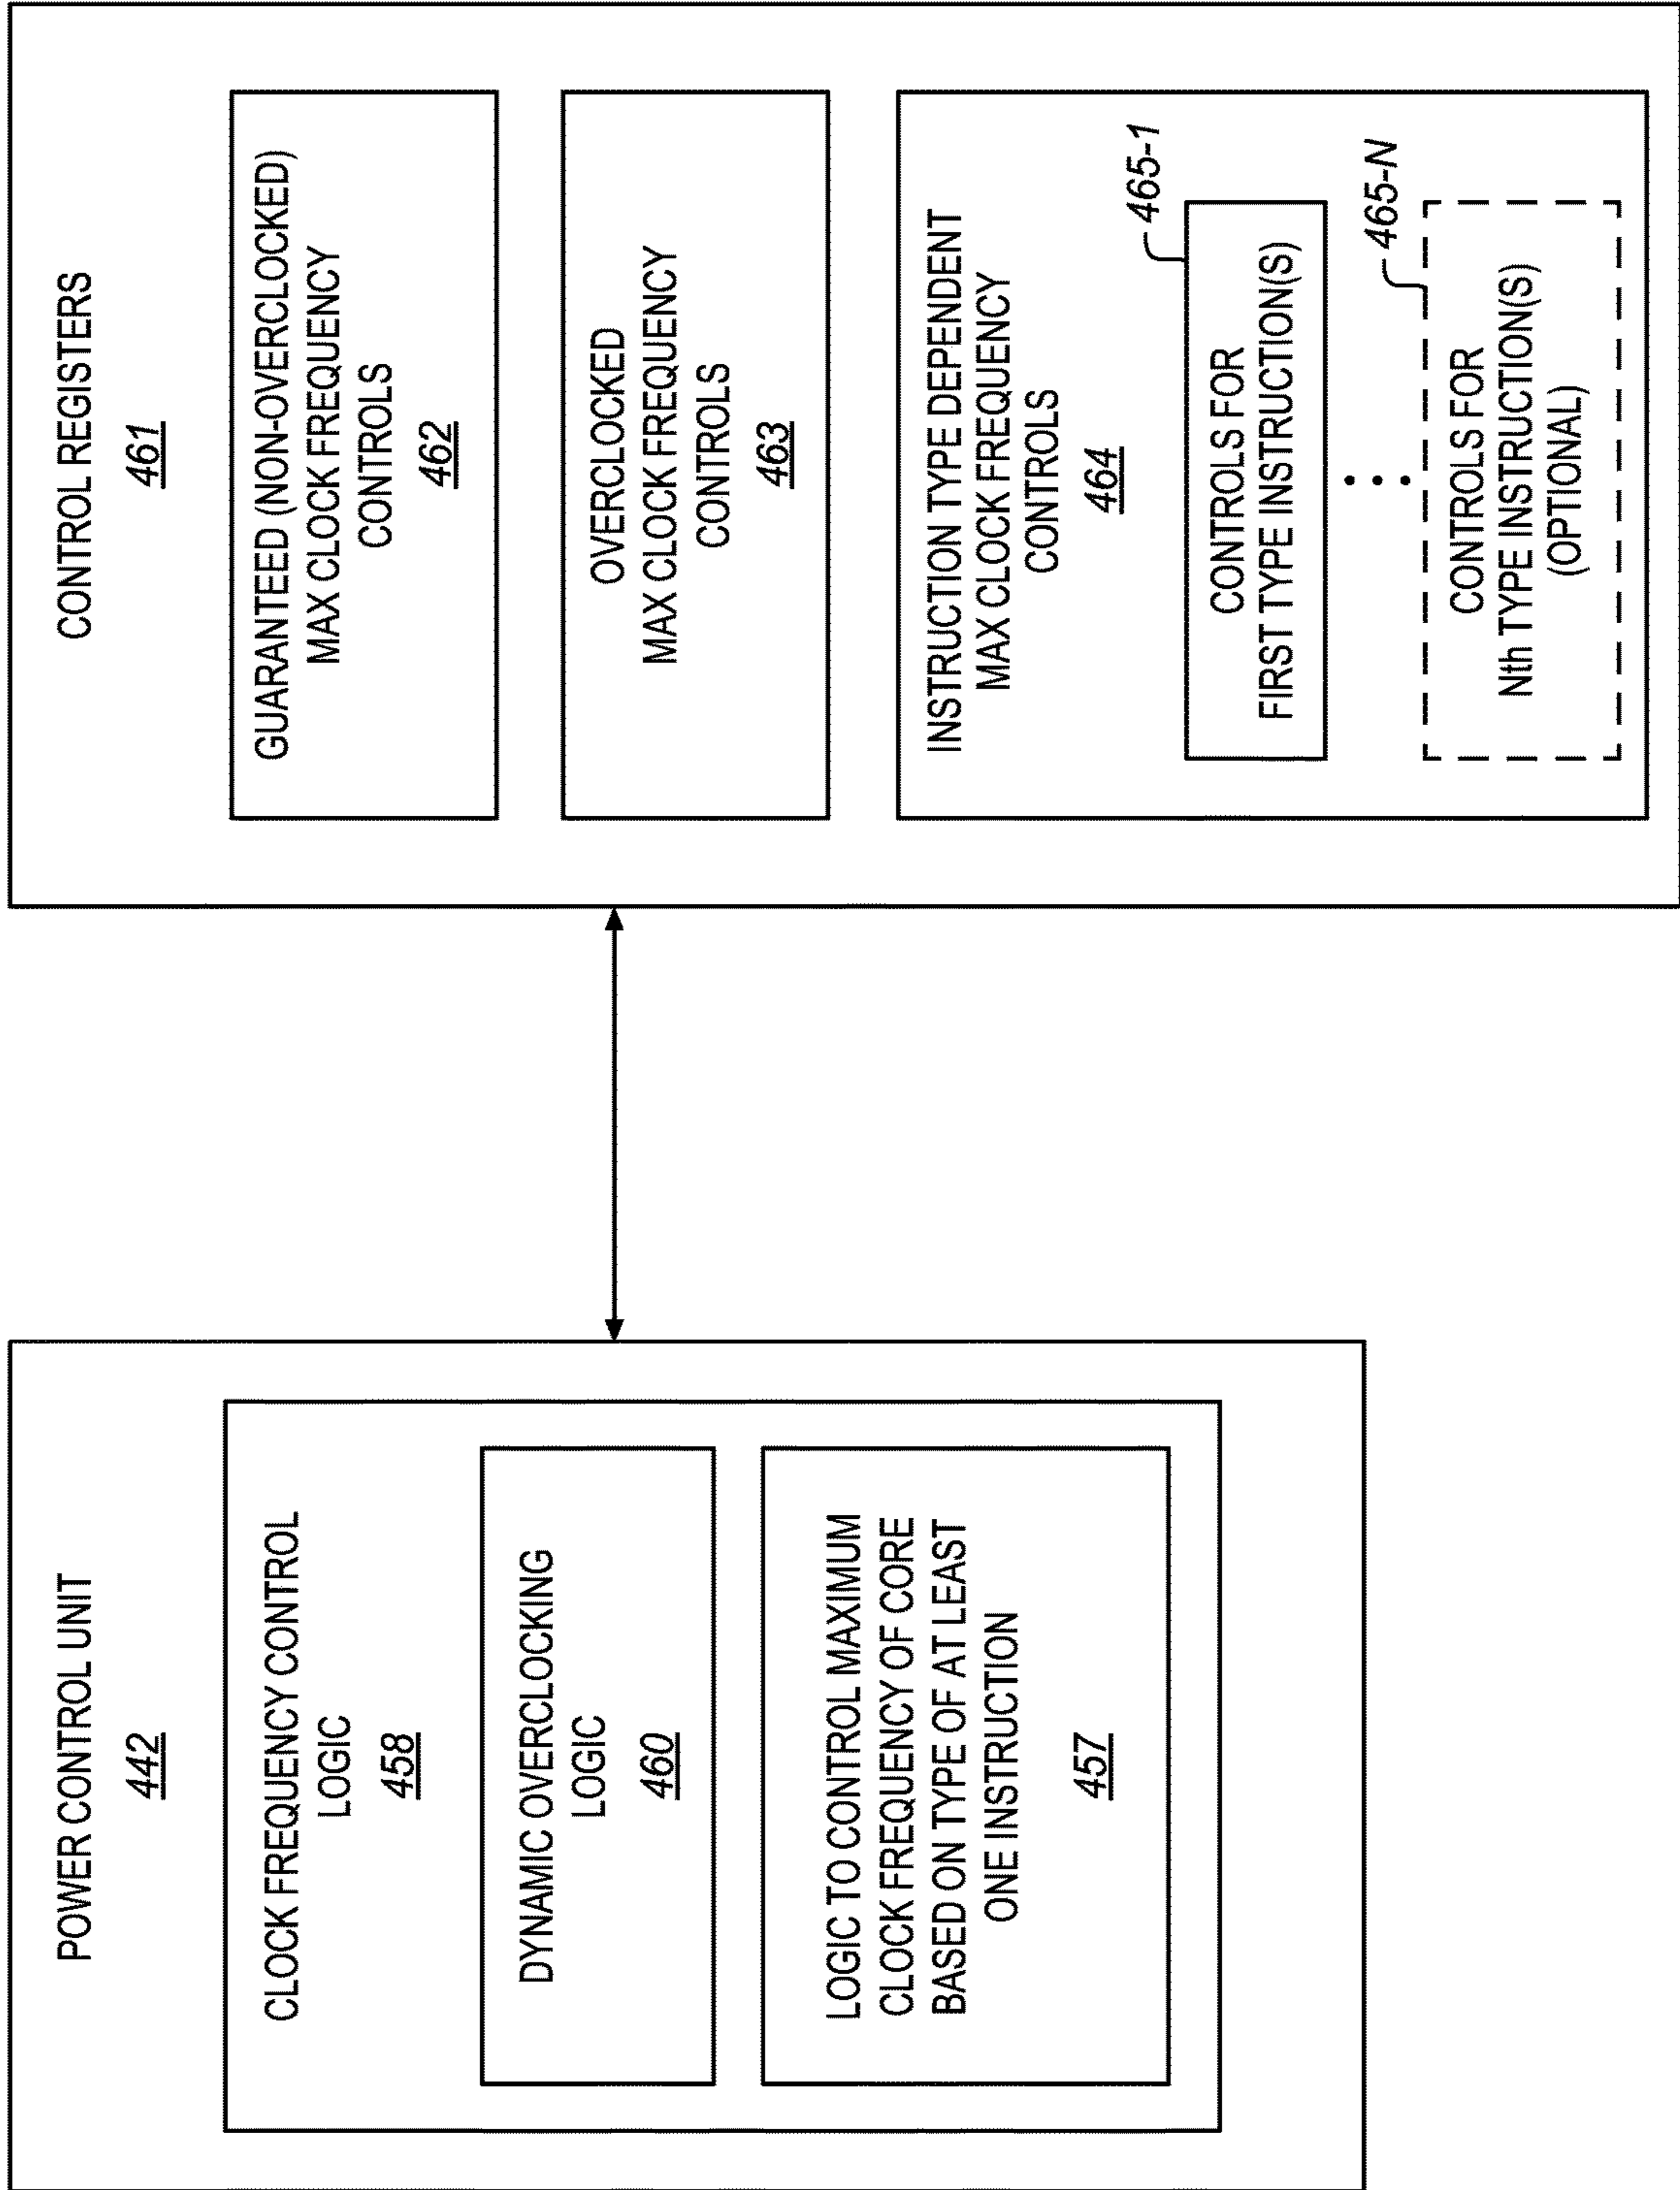 POWER CONTROL UNIT
442
CLOCK FREQUENCY CONTROL
LOGIC
458
DYNAMIC OVERCLOCKING
LOGIC
460
LOGIC TO CONTROL MAXIMUM
CLOCK FREQUENCY OF CORE
BASED ON TYPE OF AT LEAST
ONE INSTRUCTION
457
CONTROL REGISTERS
461
GUARANTEED (NON-OVERCLOCKED)
MAX CLOCK FREQUENCY
CONTROLS
462
OVERCLOCKED
MAX CLOCK FREQUENCY
CONTROLS
463
INSTRUCTION TYPE DEPENDENT
MAX CLOCK FREQUENCY
CONTROLS
464
465-1
CONTROLS FOR
FIRST TYPE INSTRUCTION(S)
465-N
CONTROLS FOR
Nth TYPE INSTRUCTION(S)
(OPTIONAL)